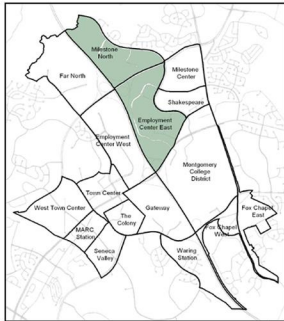 Milestone
North
Far North
Milestone
Center
Shakespeare
Employment
Center East
Employment
Center West
Montgomery
College
District
Town Center
West Town Center
The
Colony
Gateway
MARC
Station
Seneca
Valley
Waring
Station
Fox Chapel
West
Fox Chapel
East